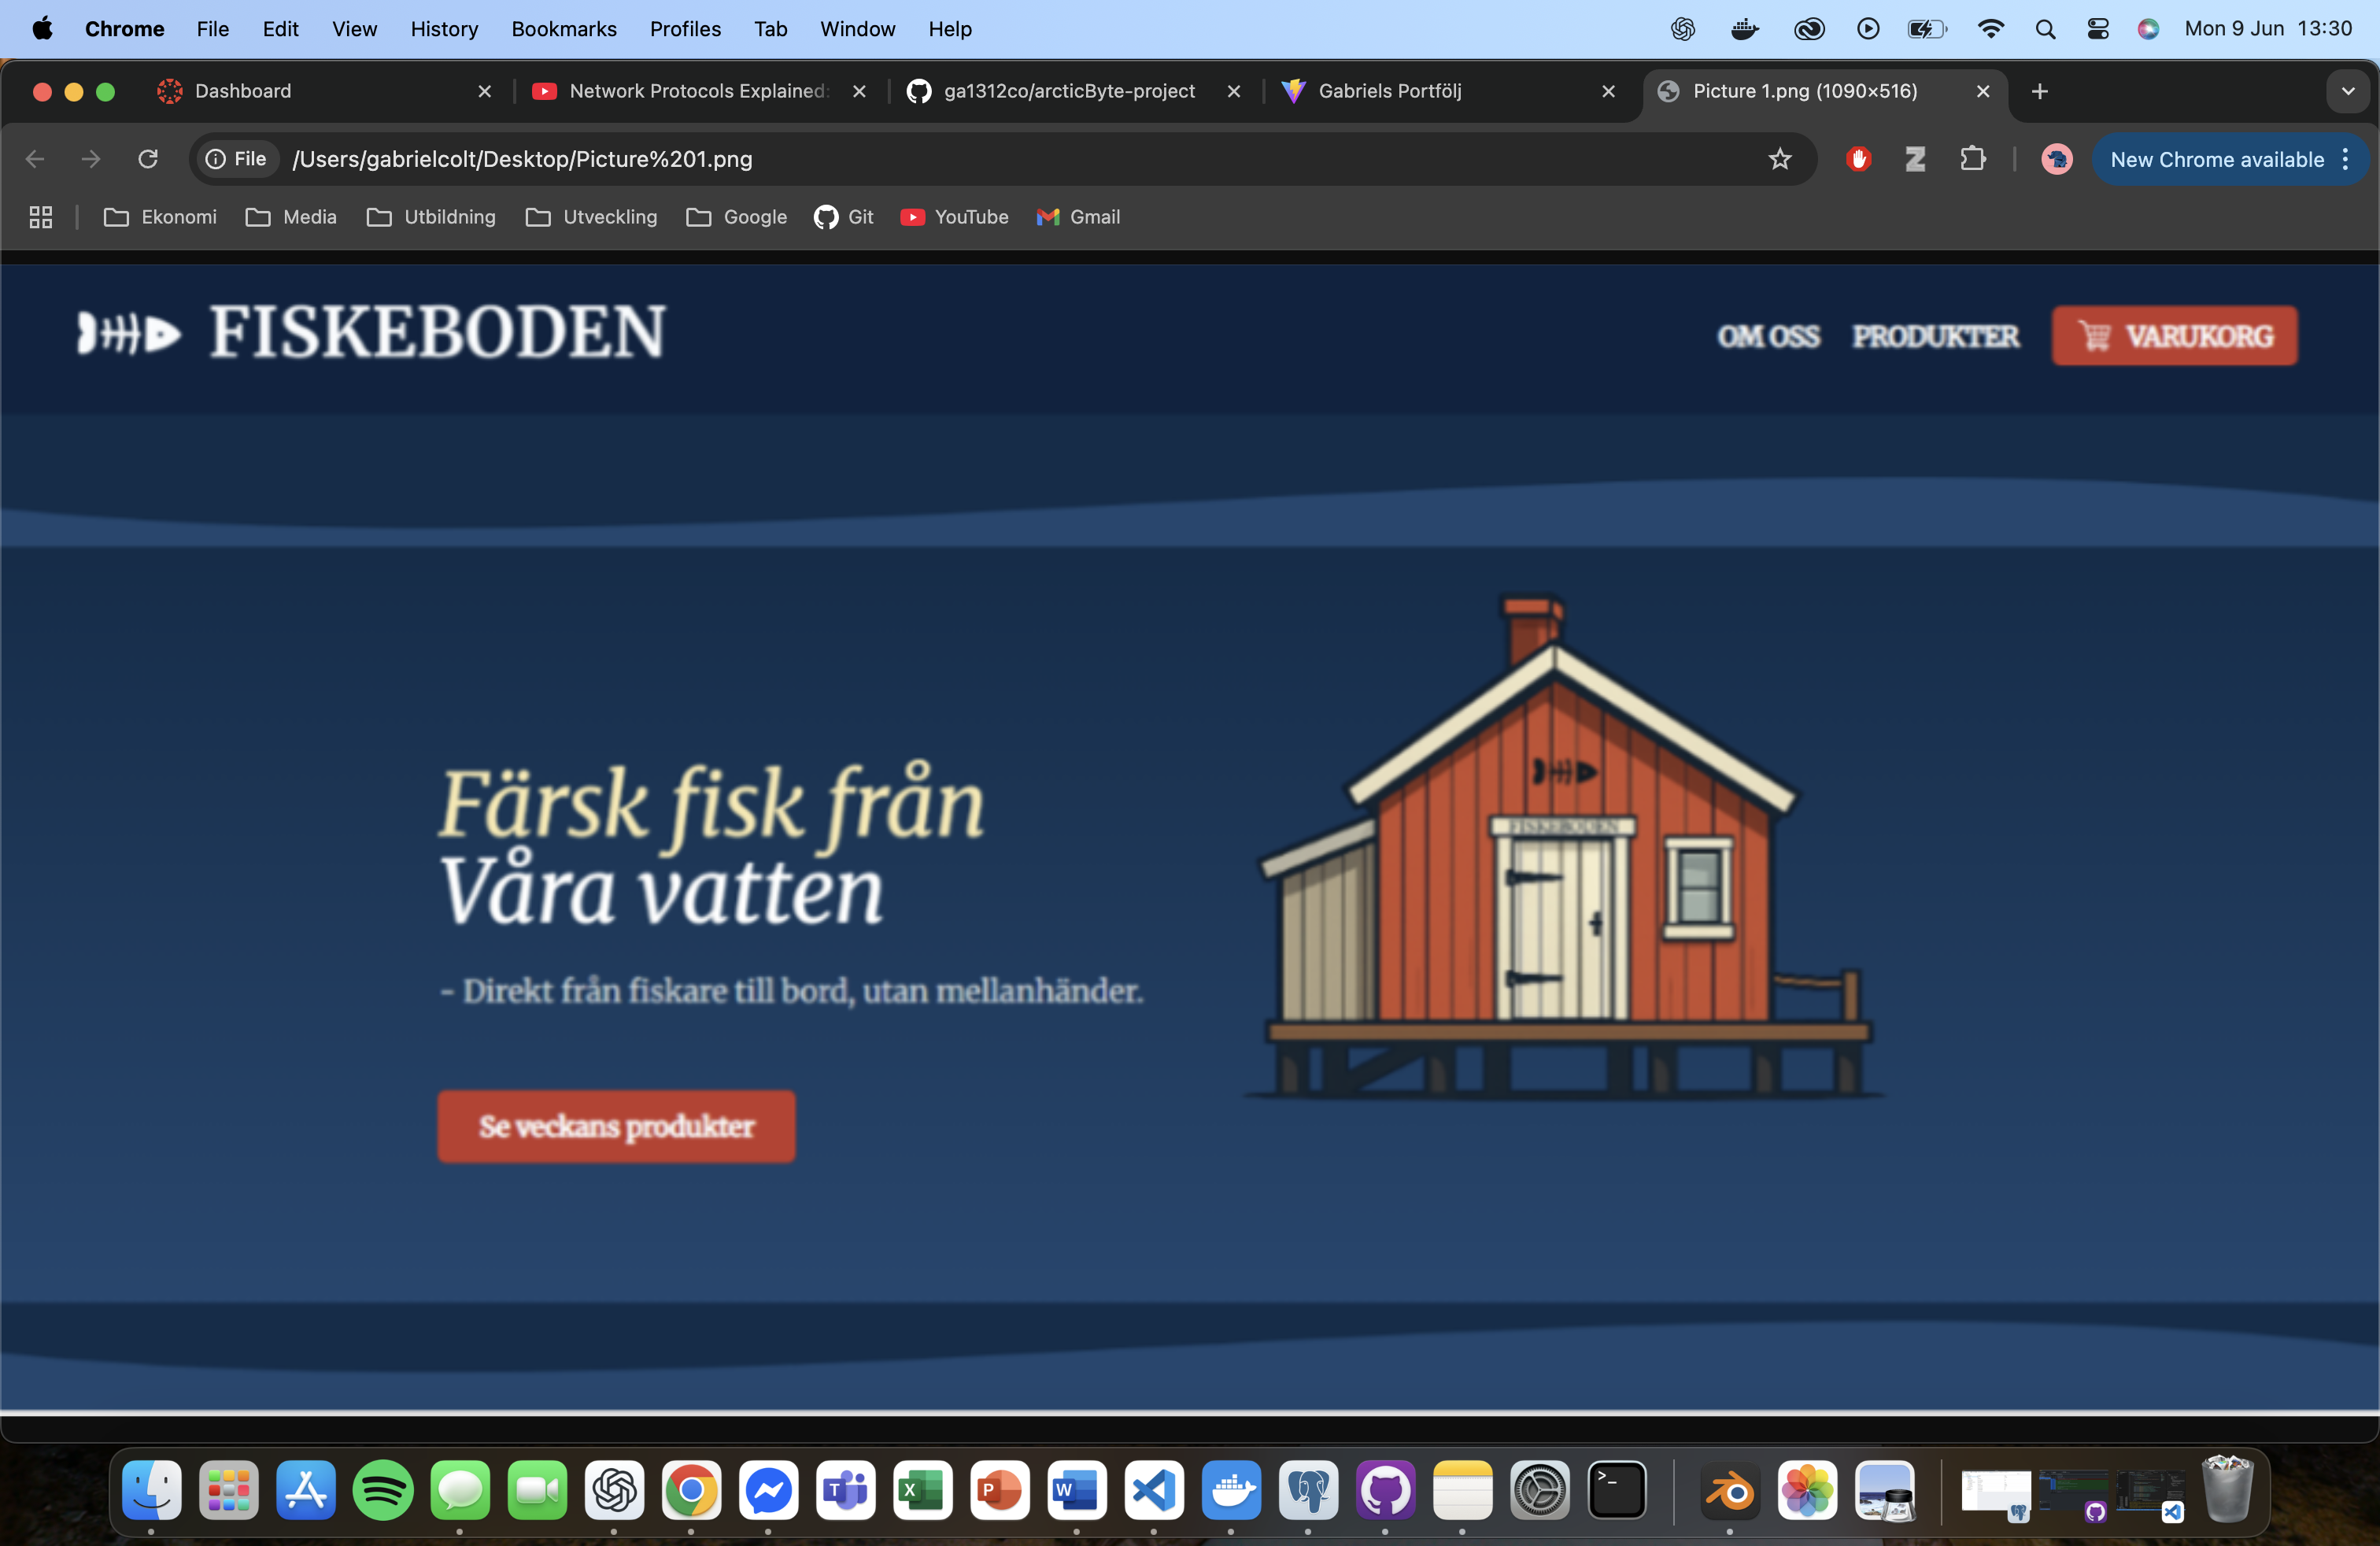 Chrome File Edit View History Bookmarks Profiles Tab Window Help Mon 9 Jun 13:30
Dashboard Network Protocols Explained: ga1312co/arcticByte-project Gabriels Portfölj Picture 1.png (1090×516)
File /Users/gabrielcolt/Desktop/Picture%201.png New Chrome available
Ekonomi Media Utbildning Utveckling Google Git YouTube Gmail
FISKEBODEN OM OSS PRODUKTER VARUKORG
Färsk fisk från
Våra vatten
FISKEBODEN
- Direkt från fiskare till bord, utan mellanhänder.
Se veckans produkter